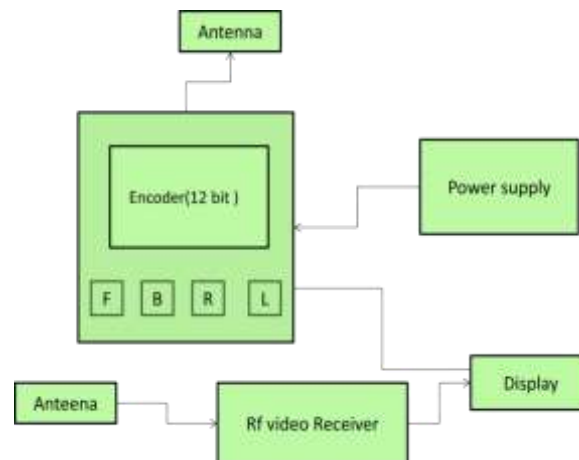 Antenna
Encoder(12 bit )
Power supply
F B R L
Display
Anteena
Rf video Receiver